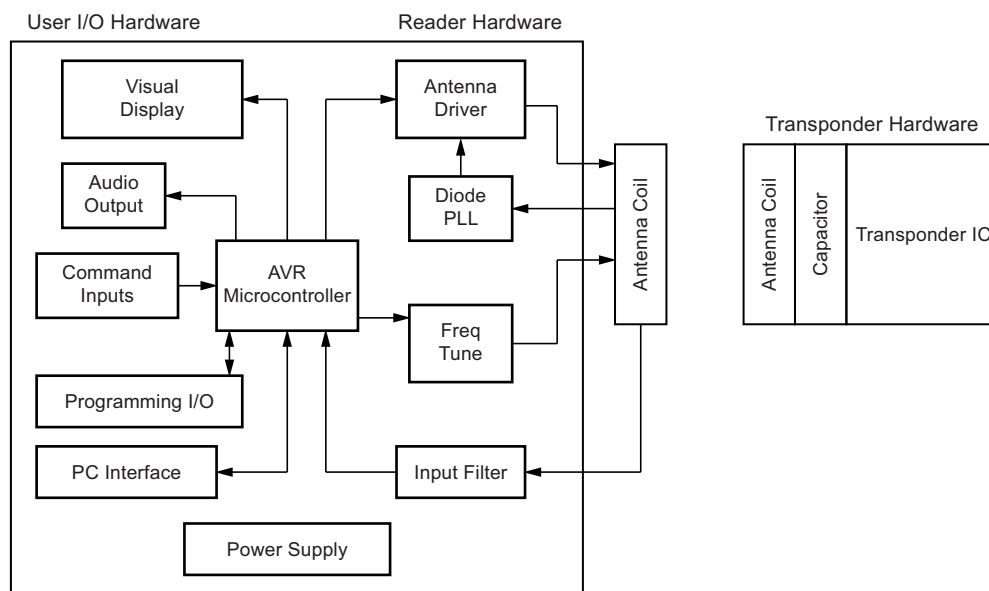 User I/O Hardware
Reader Hardware
Visual
Display
Antenna
Driver
Transponder Hardware
Audio
Output
Diode
PLL
Antenna Coil
Antenna Coil
Capacitor
Transponder IC
Command
Inputs
AVR
Microcontroller
Freq
Tune
Programming I/O
PC Interface
Input Filter
Power Supply